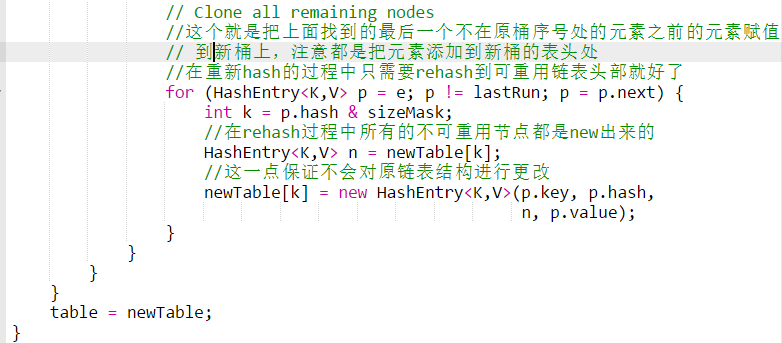 // Clone all remaining nodes
//这个就是把上面找到的最后一个不在原桶序号处的元素之前的元素赋值
// 到新桶上，注意都是把元素添加到新桶的表头处
//在重新hash的过程中只需要rehash到可重用链表头部就好了
for (HashEntry<K,V> p = e; p != lastRun; p = p.next) {
int k = p.hash & sizeMask;
//在rehash过程中所有的不可重用节点都是new出来的
HashEntry<K,V> n = newTable[k];
//这一点保证不会对原链表结构进行更改
newTable[k] = new HashEntry<K,V>(p.key, p.hash,
n, p.value);
}
}
}
}
table = newTable;
}